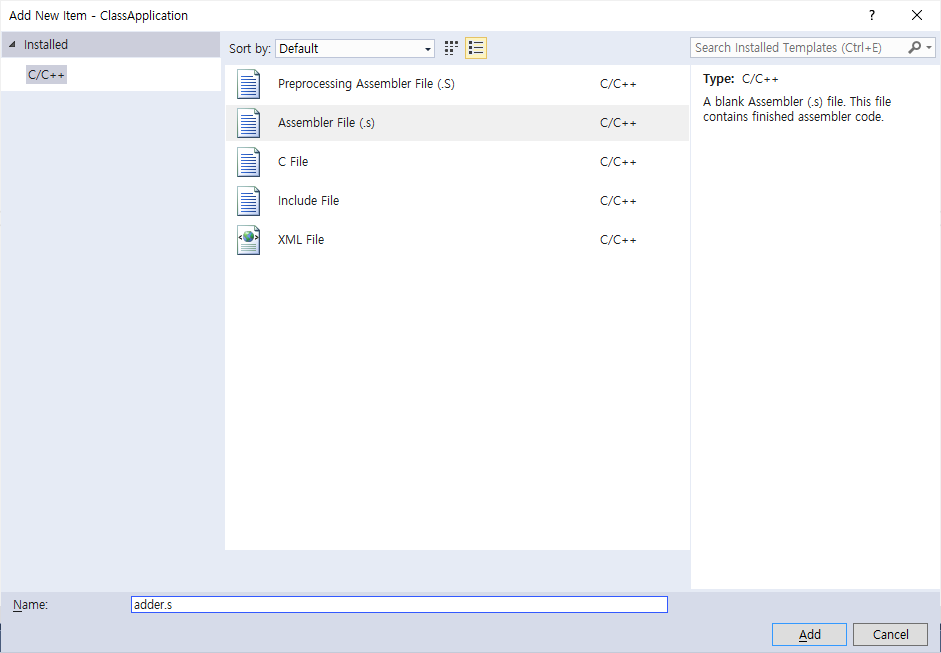 Add New Item - ClassApplication
?
Installed
C/C++
Sort by: Default
Search Installed Templates (Ctrl+E)
Preprocessing Assembler File (.S) C/C++
Assembler File (.s) C/C++
C File C/C++
Include File C/C++
XML File C/C++
Type: C/C++
A blank Assembler (.s) file. This file
contains finished assembler code.
Name: adder.s
Add Cancel